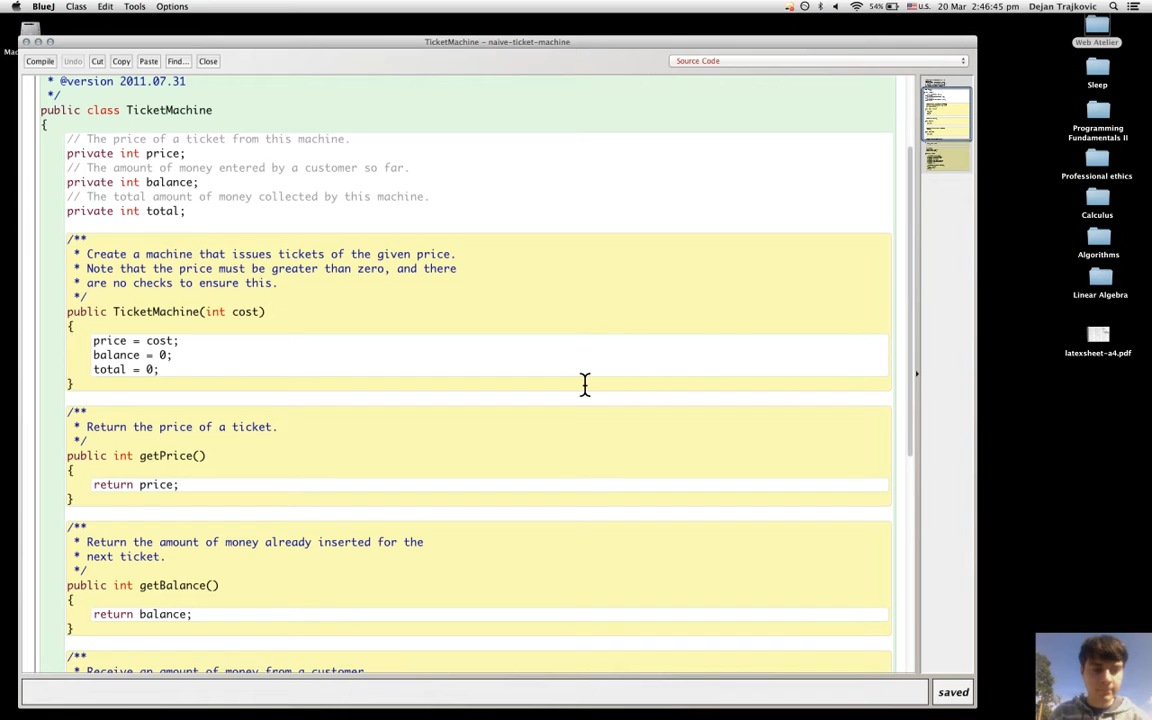 BlueJ Class Edit Tools Options 54% U.S. 20 Mar 2:46:45 pm Dejan Trajkovic
TicketMachine – naive-ticket-machine
Compile Undo Cut Copy Paste Find... Close Source Code
* @version 2011.07.31
*/
public class TicketMachine
{
// The price of a ticket from this machine.
private int price;
// The amount of money entered by a customer so far.
private int balance;
// The total amount of money collected by this machine.
private int total;
/**
* Create a machine that issues tickets of the given price.
* Note that the price must be greater than zero, and there
* are no checks to ensure this.
*/
public TicketMachine(int cost)
{
price = cost;
balance = 0;
total = 0;
}
/**
* Return the price of a ticket.
*/
public int getPrice()
{
return price;
}
/**
* Return the amount of money already inserted for the
* next ticket.
*/
public int getBalance()
{
return balance;
}
/**
* Receive an amount of money from a customer.
saved
Web Atelier
Sleep
Programming
Fundamentals II
Professional ethics
Calculus
Algorithms
Linear Algebra
latexsheet-a4.pdf